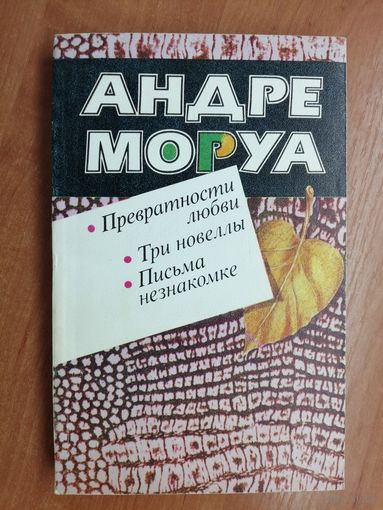 АНДРЕ
МОРУА
• Превратности
любви
• Три новеллы
• Письма
незнакомке